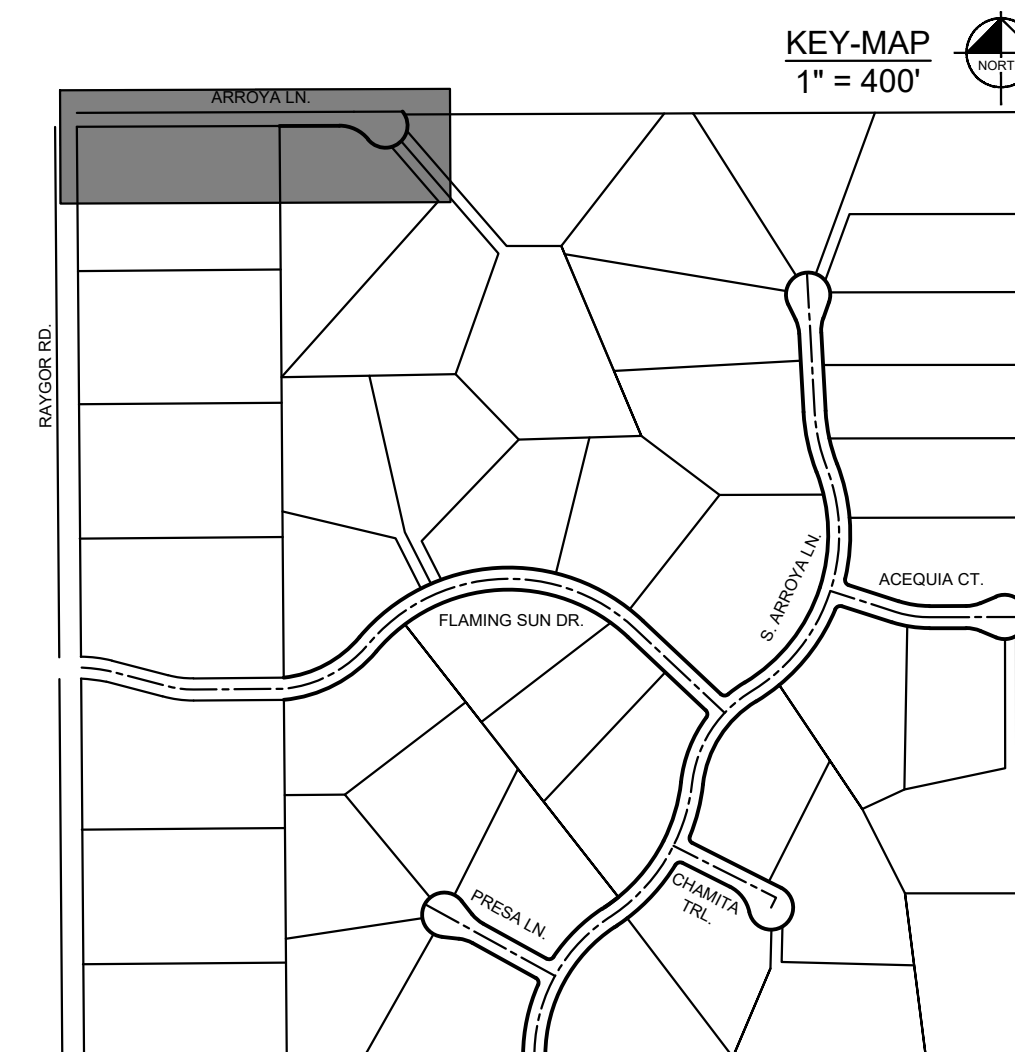 KEY-MAP
1" = 400'
NORT
ARROYA LN.
RAYGOR RD.
S. ARROYA LN.
ACEQUIA CT.
FLAMING SUN DR.
CHAMITA
TRL.
PRESA LN.